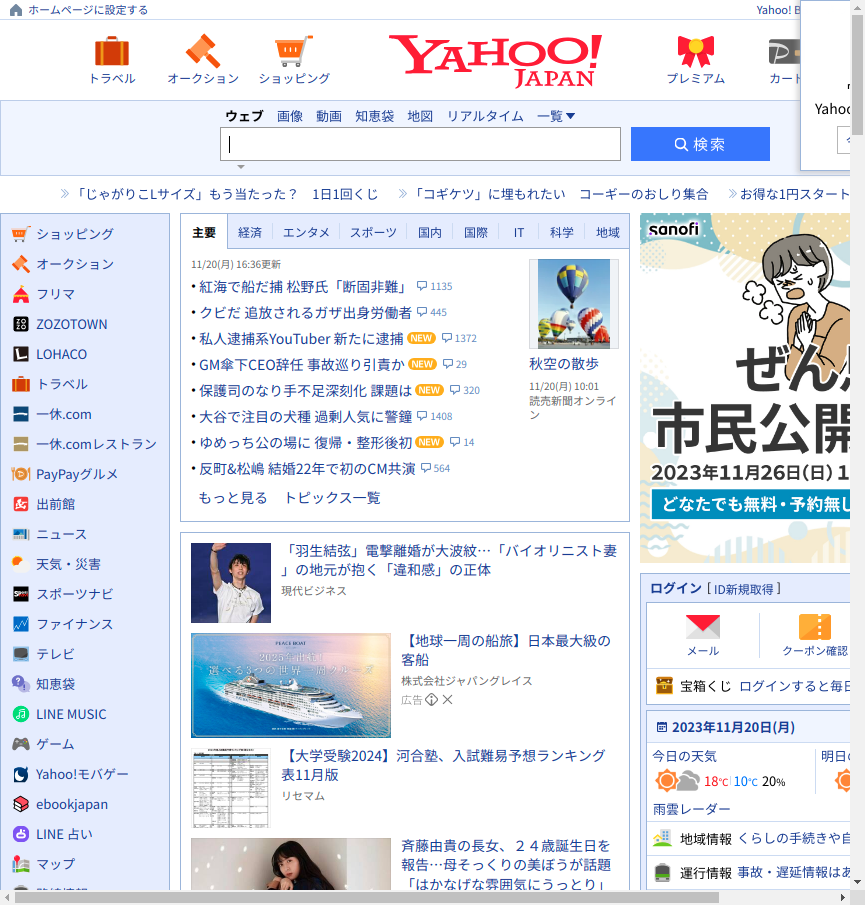 ホームページに設定する
Yahoo! B
トラベル
オークション
ショッピング
YAHOO!
JAPAN
プレミアム
カード
Yahoo
ウェブ 画像 動画 知恵袋 地図 リアルタイム 一覧
検索
「じゃがりこLサイズ」もう当たった？ 1日1回くじ
「コギケツ」に埋もれたい コーギーのおしり集合
お得な1円スタート
ショッピング
オークション
フリマ
ZOZOTOWN
LOHACO
トラベル
一休.com
一休.comレストラン
PayPayグルメ
出前館
ニュース
天気・災害
スポーツナビ
ファイナンス
テレビ
知恵袋
LINE MUSIC
ゲーム
Yahoo!モバゲー
ebookjapan
LINE 占い
マップ
主要 経済 エンタメ スポーツ 国内 国際 IT 科学 地域
11/20(月) 16:36更新
紅海で船だ捕 松野氏「断固非難」 1135
クビだ 追放されるガザ出身労働者 445
私人逮捕系YouTuber 新たに逮捕 NEW 1372
GM傘下CEO辞任 事故巡り引責か NEW 29
保護司のなり手不足深刻化 課題は NEW 320
大谷で注目の犬種 過剰人気に警鐘 1408
ゆめっち公の場に 復帰・整形後初 NEW 14
反町&松嶋 結婚22年で初のCM共演 564
もっと見る トピックス一覧
秋空の散歩
11/20(月) 10:01
読売新聞オンライ
ン
「羽生結弦」電撃離婚が大波紋…「バイオリニスト妻
」の地元が抱く「違和感」の正体
現代ビジネス
PEACE BOAT
2025年出航！
選べる3つの世界一周クルーズ
【地球一周の船旅】日本最大級の
客船
株式会社ジャパングレイス
広告
【大学受験2024】河合塾、入試難易予想ランキング
表11月版
リセマム
斉藤由貴の長女、２４歳誕生日を
報告…母そっくりの美ぼうが話題
「はかなげな雰囲気にうっとり」
sanofi
ぜん
市民公開
2023年11月26日(日) 1
どなたでも無料・予約無し
ログイン [ ID新規取得 ]
メール
クーポン確認
宝箱くじ ログインすると毎日
2023年11月20日(月)
今日の天気
明日の
18℃ 10℃ 20%
雨雲レーダー
地域情報 くらしの手続きや自
運行情報 事故・遅延情報はあ